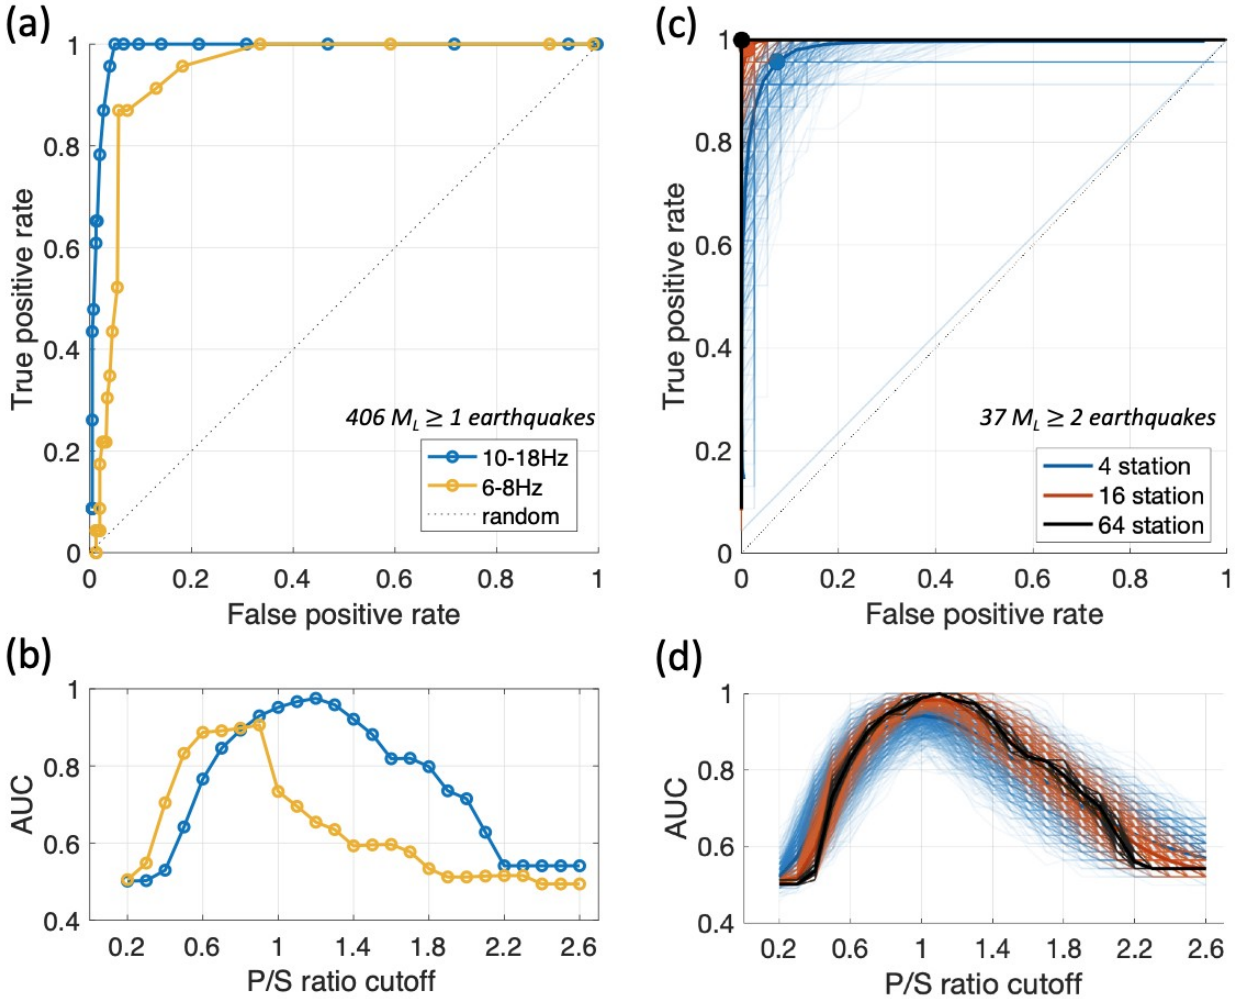 (a)
True positive rate
1
0.8
0.6
0.4
0.2
0
406 M_L ≥ 1 earthquakes
10-18Hz
6-8Hz
random
0 0.2 0.4 0.6 0.8 1
False positive rate
(b)
AUC
1
0.8
0.6
0.4
0.2 0.6 1 1.4 1.8 2.2 2.6
P/S ratio cutoff
(c)
True positive rate
1
0.8
0.6
0.4
0.2
0
37 M_L ≥ 2 earthquakes
4 station
16 station
64 station
0 0.2 0.4 0.6 0.8 1
False positive rate
(d)
AUC
1
0.8
0.6
0.4
0.2 0.6 1 1.4 1.8 2.2 2.6
P/S ratio cutoff